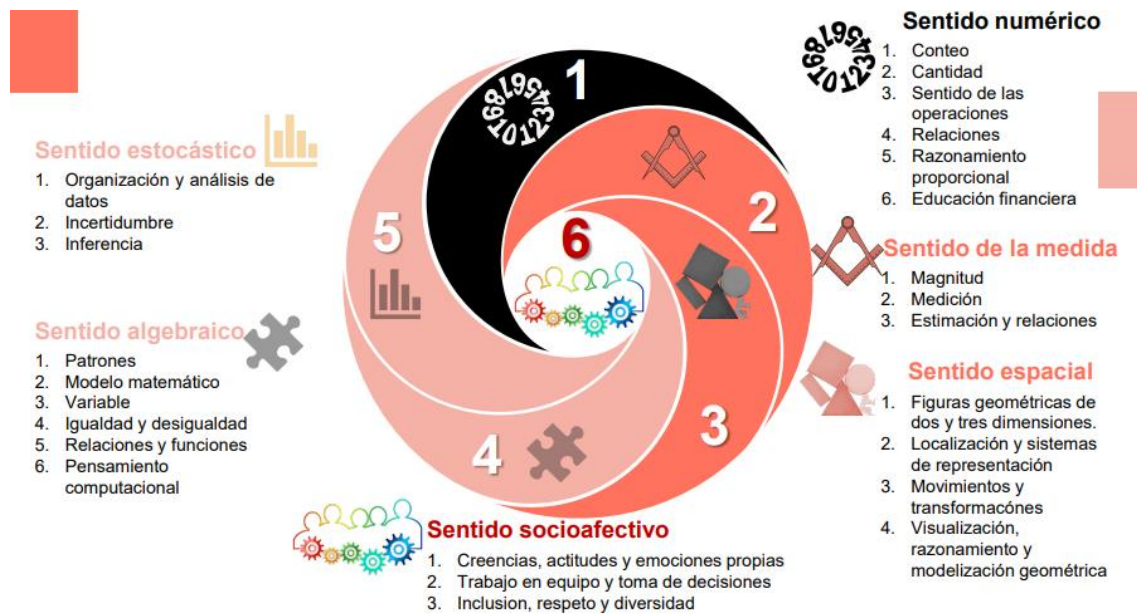 Sentido numérico
1. Conteo
2. Cantidad
3. Sentido de las
operaciones
4. Relaciones
5. Razonamiento
proporcional
6. Educación financiera
Sentido de la medida
1. Magnitud
2. Medición
3. Estimación y relaciones
Sentido espacial
1. Figuras geométricas de
dos y tres dimensiones.
2. Localización y sistemas
de representación
3. Movimientos y
transformacónes
4. Visualización,
razonamiento y
modelización geométrica
Sentido estocástico
1. Organización y análisis de
datos
2. Incertidumbre
3. Inferencia
Sentido algebraico
1. Patrones
2. Modelo matemático
3. Variable
4. Igualdad y desigualdad
5. Relaciones y funciones
6. Pensamiento
computacional
Sentido socioafectivo
1. Creencias, actitudes y emociones propias
2. Trabajo en equipo y toma de decisiones
3. Inclusion, respeto y diversidad
1
2
3
4
5
6
012345678910
012345678910